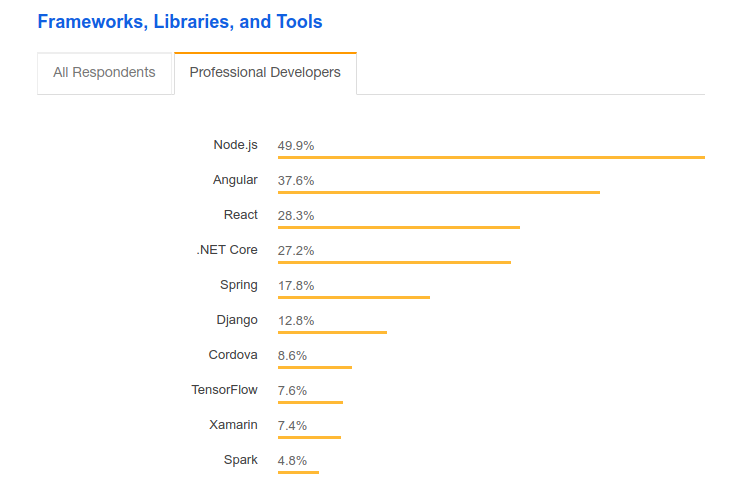 Frameworks, Libraries, and Tools
All Respondents Professional Developers
Node.js 49.9%
Angular 37.6%
React 28.3%
.NET Core 27.2%
Spring 17.8%
Django 12.8%
Cordova 8.6%
TensorFlow 7.6%
Xamarin 7.4%
Spark 4.8%